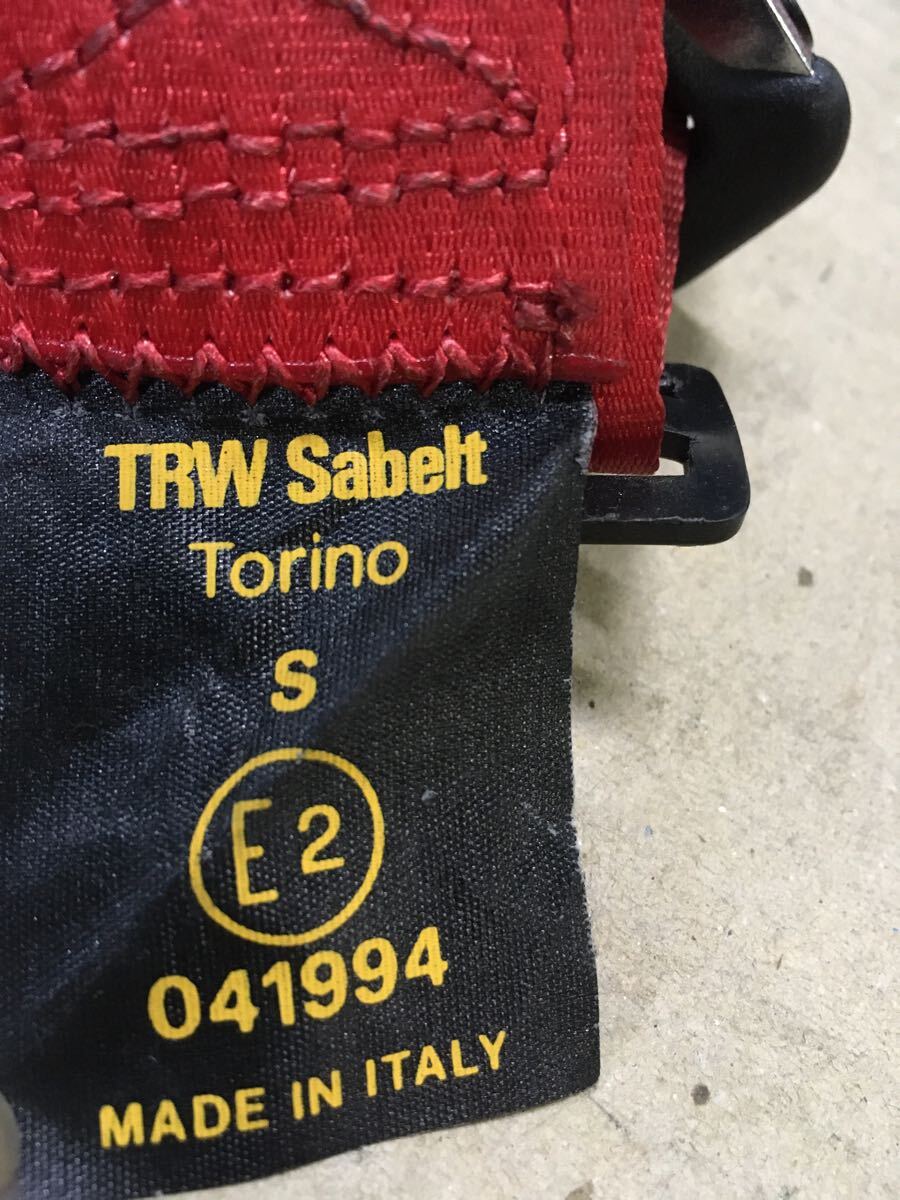 TRW Sabelt
Torino
S
E2
041994
MADE IN ITALY